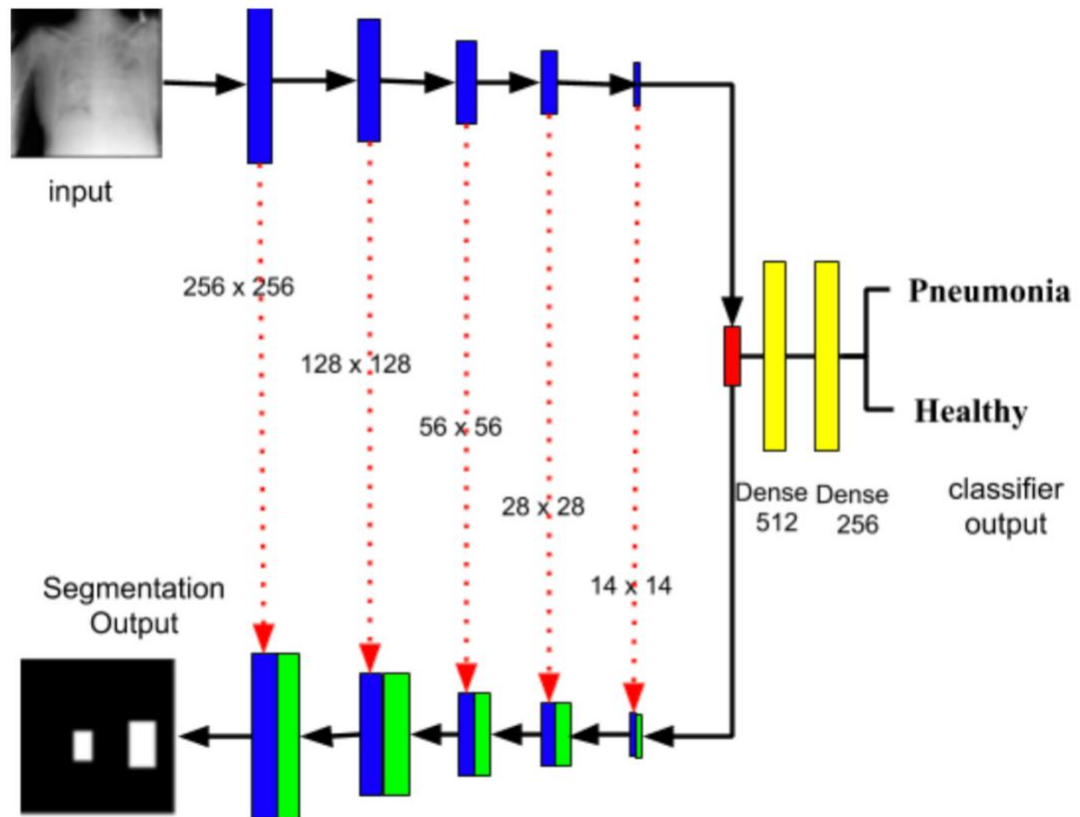 input
256 x 256
Pneumonia
128 x 128
Healthy
56 x 56
Dense
512
Dense
256
classifier
output
28 x 28
14 x 14
Segmentation
Output